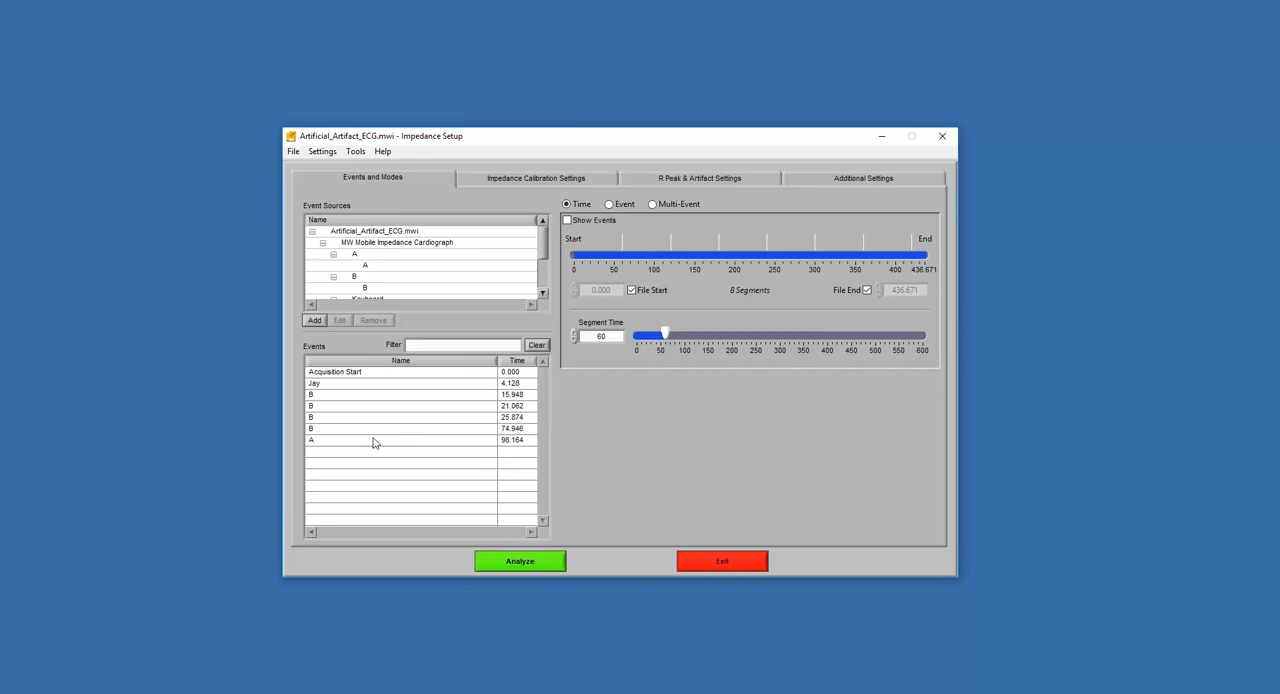 Artificial_Artifact_ECG.mwi - Impedance Setup
File Settings Tools Help
Events and Modes Impedance Calibration Settings R Peak & Artifact Settings Additional Settings
Event Sources
Name
Artificial_Artifact_ECG.mwi
MW Mobile Impedance Cardiograph
A
A
B
B
Keyboard
Add Edit Remove
Events Filter Clear
Name Time
Acquisition Start 0.000
Jay 4.128
B 15.948
B 21.062
B 25.874
B 74.946
A 98.164
Time Event Multi-Event
Show Events
Start End
0 50 100 150 200 250 300 350 400 436.671
0.000 File Start 8 Segments File End 436.671
Segment Time
60
0 50 100 150 200 250 300 350 400 450 500 550 600
Analyze Exit